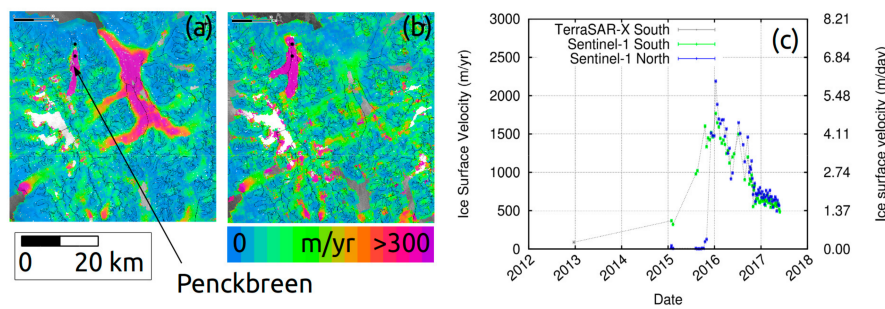 (a)
(b)
0 20 km
0 m/yr >300
Penckbreen
(c)
TerraSAR-X South
Sentinel-1 South
Sentinel-1 North
Ice Surface Velocity (m/yr)
3000
2500
2000
1500
1000
500
0
8.21
6.84
5.48
4.11
2.74
1.37
0.00
Ice surface velocity (m/day)
2012 2013 2014 2015 2016 2017 2018
Date